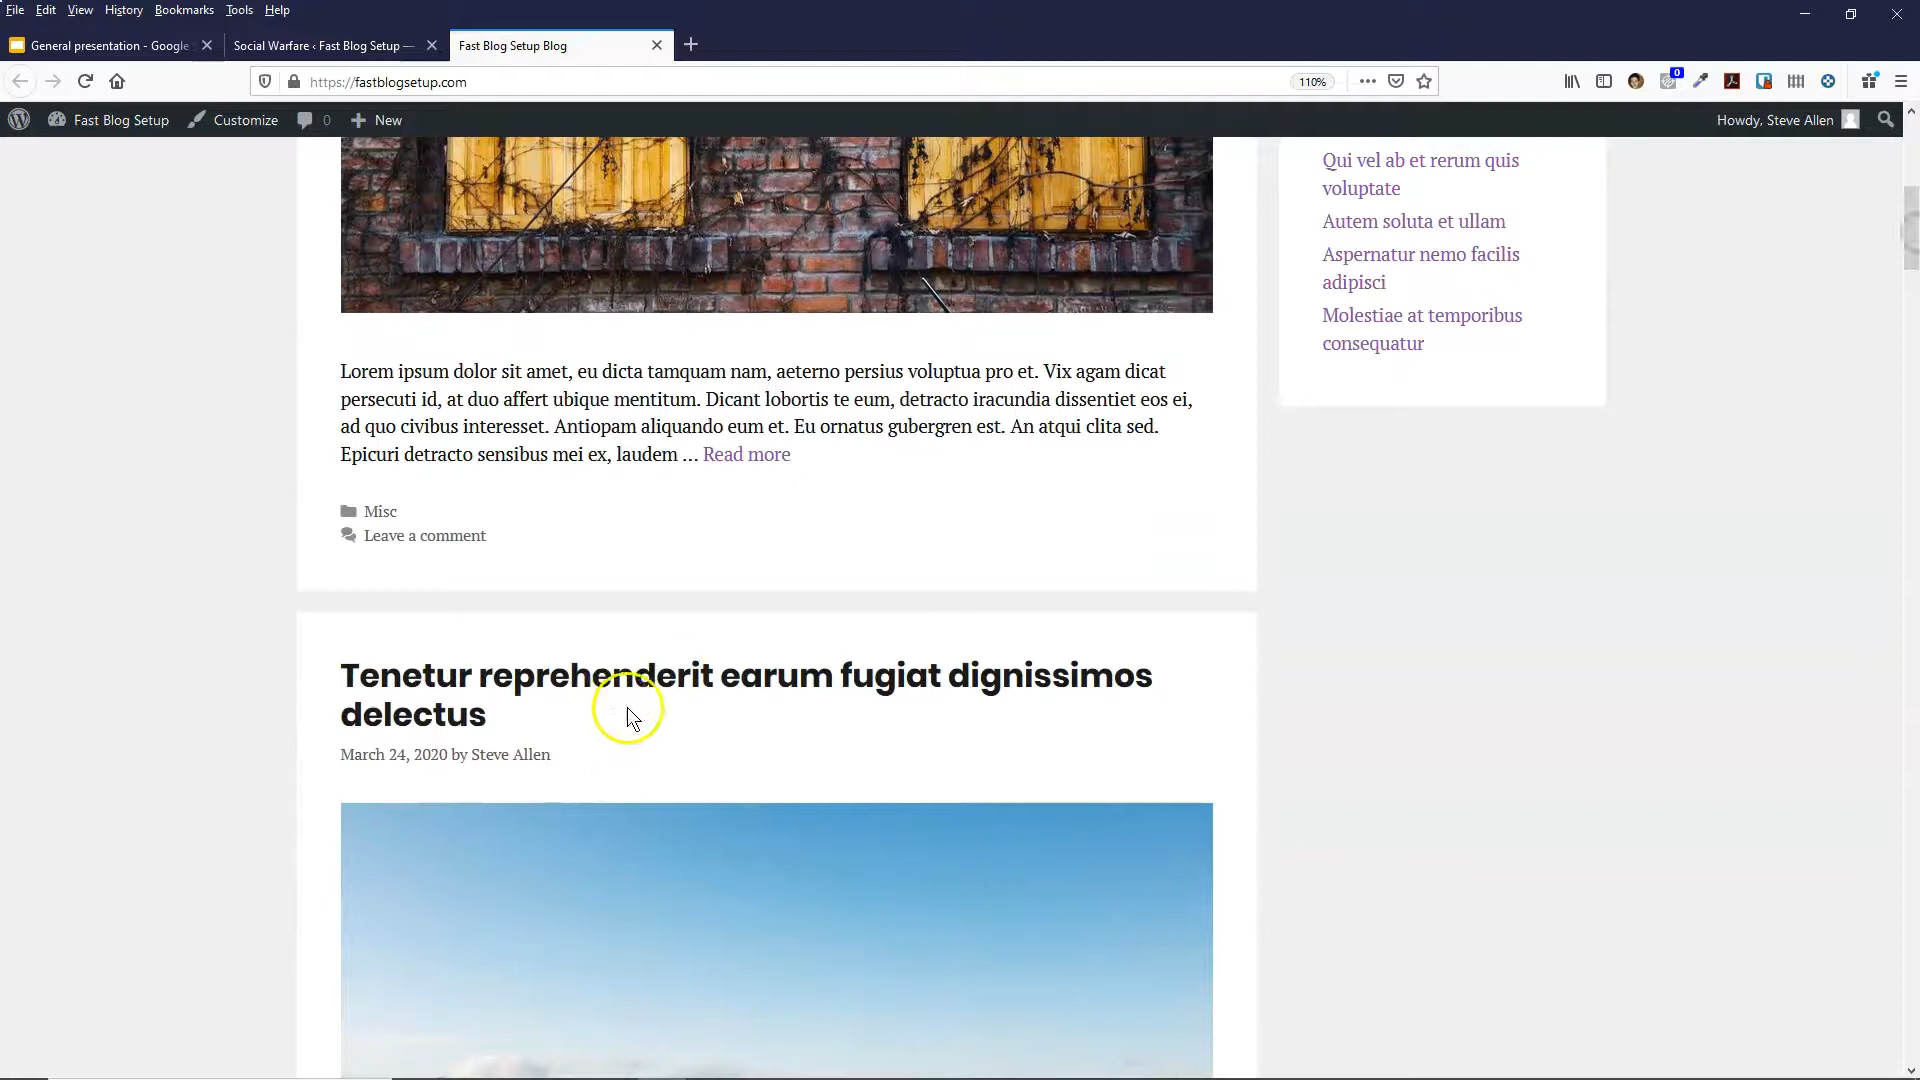 File Edit View History Bookmarks Tools Help
General presentation - Google
Social Warfare ‹ Fast Blog Setup —
Fast Blog Setup Blog
https://fastblogsetup.com
110%
0
Fast Blog Setup
Customize
0
New
Howdy, Steve Allen
Qui vel ab et rerum quis
voluptate
Autem soluta et ullam
Aspernatur nemo facilis
adipisci
Molestiae at temporibus
consequatur
Lorem ipsum dolor sit amet, eu dicta tamquam nam, aeterno persius voluptua pro et. Vix agam dicat
persecuti id, at duo affert ubique mentitum. Dicant lobortis te eum, detracto iracundia dissentiet eos ei,
ad quo civibus interesset. Antiopam aliquando eum et. Eu ornatus gubergren est. An atqui clita sed.
Epicuri detracto sensibus mei ex, laudem ... Read more
Misc
Leave a comment
Tenetur reprehenderit earum fugiat dignissimos
delectus
March 24, 2020 by Steve Allen